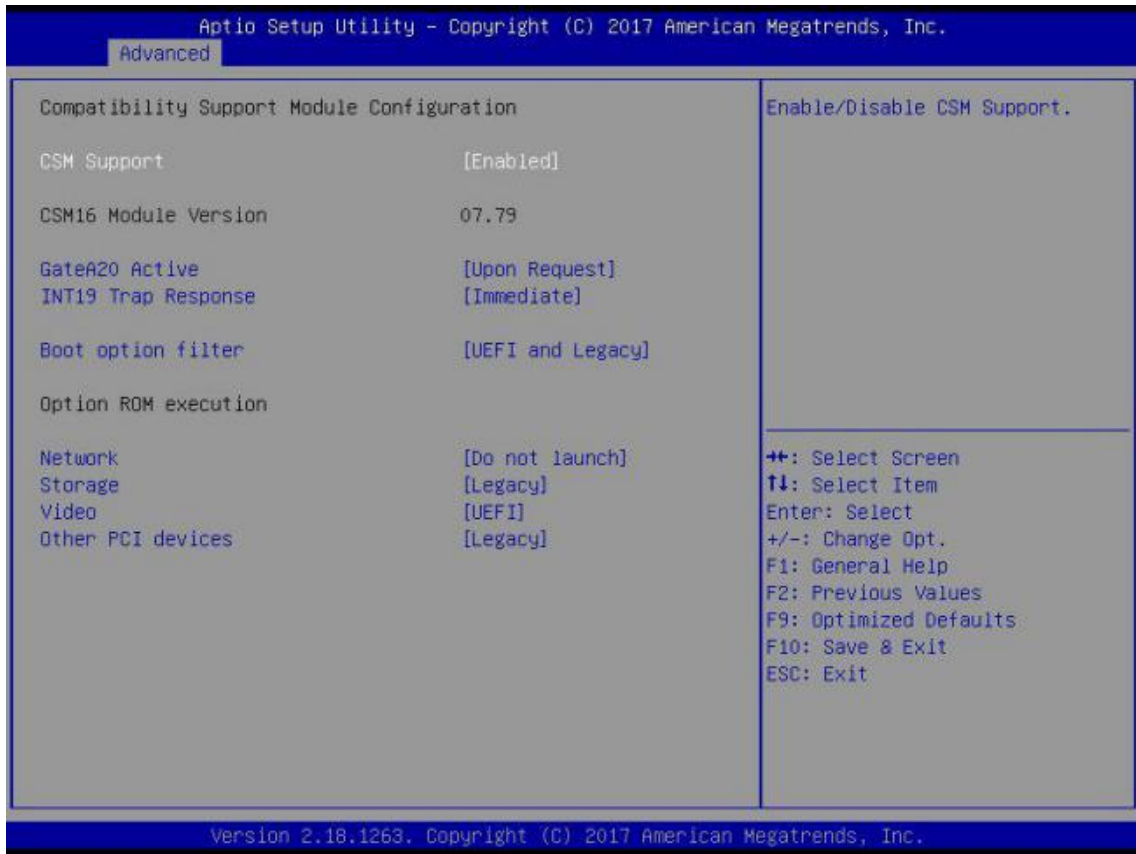 Aptio Setup Utility – Copyright (C) 2017 American Megatrends, Inc.
Advanced
Compatibility Support Module Configuration
CSM Support [Enabled]
CSM16 Module Version 07.79
GateA20 Active [Upon Request]
INT19 Trap Response [Immediate]
Boot option filter [UEFI and Legacy]
Option ROM execution
Network [Do not launch]
Storage [Legacy]
Video [UEFI]
Other PCI devices [Legacy]
Enable/Disable CSM Support.
→←: Select Screen
↑↓: Select Item
Enter: Select
+/-: Change Opt.
F1: General Help
F2: Previous Values
F9: Optimized Defaults
F10: Save & Exit
ESC: Exit
Version 2.18.1263. Copyright (C) 2017 American Megatrends, Inc.